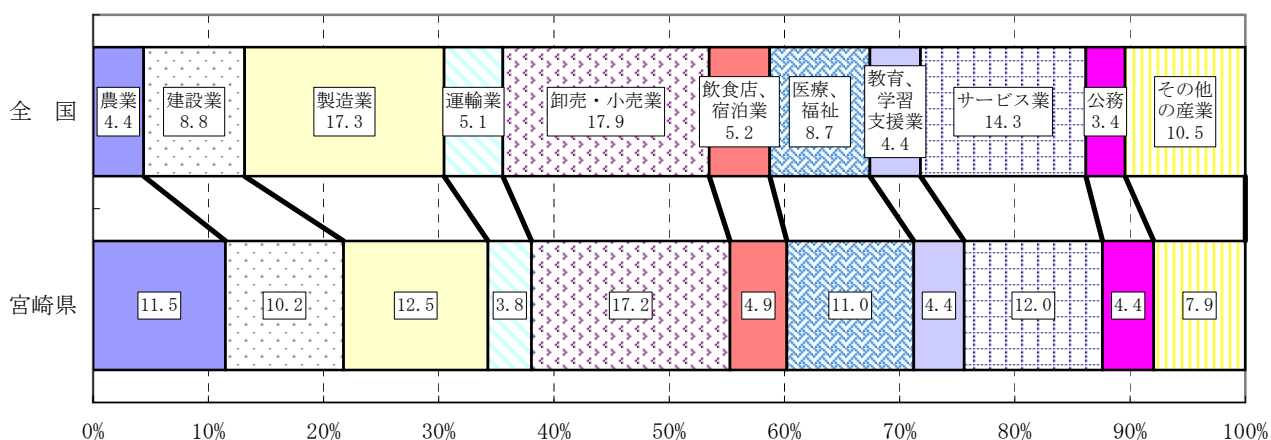 全　国
農業
4.4
建設業
8.8
製造業
17.3
運輸業
5.1
卸売・小売業
17.9
飲食店、
宿泊業
5.2
医療、
福祉
8.7
教育、
学習
支援業
4.4
サービス業
14.3
公務
3.4
その他
の産業
10.5
宮崎県
11.5
10.2
12.5
3.8
17.2
4.9
11.0
4.4
12.0
4.4
7.9
0% 10% 20% 30% 40% 50% 60% 70% 80% 90% 100%